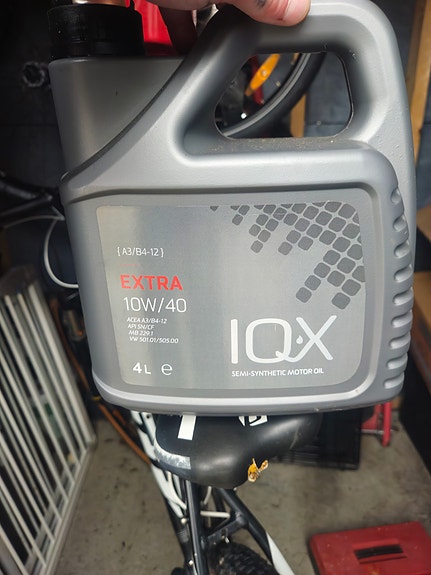 [A3/B4-12]
EXTRA
10W/40
ACEA A3/B4-12
API SN/CF
MB 229.1
VW 501.01/505.00
4L e
IQX
SEMI-SYNTHETIC MOTOR OIL